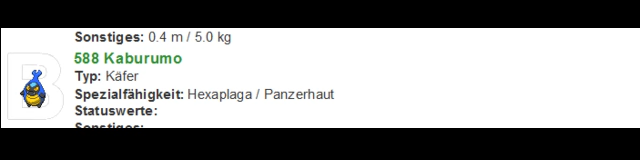 Sonstiges: 0.4 m / 5.0 kg
588 Kaburumo
Typ: Käfer
Spezialfähigkeit: Hexaplaga / Panzerhaut
Statuswerte:
Sonstiges: